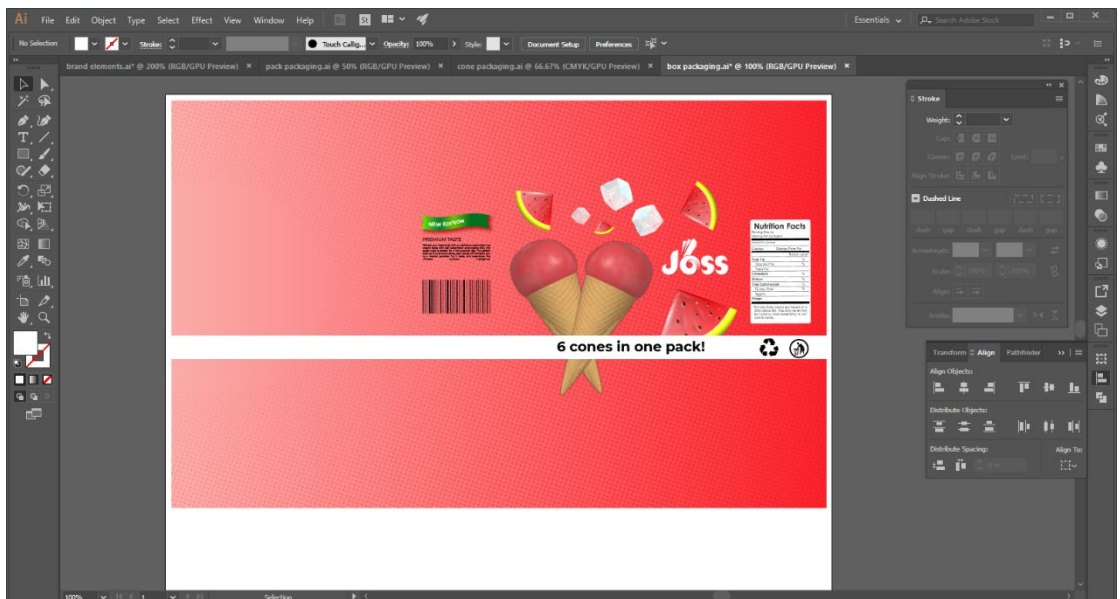 Ai File Edit Object Type Select Effect View Window Help Br St Essentials Search Adobe Stock
No Selection Stroke: Touch Callig... Opacity: 100% Style: Document Setup Preferences
brand elements.ai* @ 200% (RGB/GPU Preview) × pack packaging.ai @ 50% (RGB/GPU Preview) × cone packaging.ai @ 66.67% (CMYK/GPU Preview) × box packaging.ai* @ 100% (RGB/GPU Preview) ×
Stroke
Weight:
Cap:
Corner: Limit:
Align Stroke:
Dashed Line
dash gap dash gap dash gap
Arrowheads:
Scale: 100% 100%
Align:
Profile:
NEW EDITION
PREMIUM TASTE
Joss
Nutrition Facts
6 cones in one pack!
Transform Align Pathfinder
Align Objects:
Distribute Objects:
Distribute Spacing: Align To:
100% 1 Selection